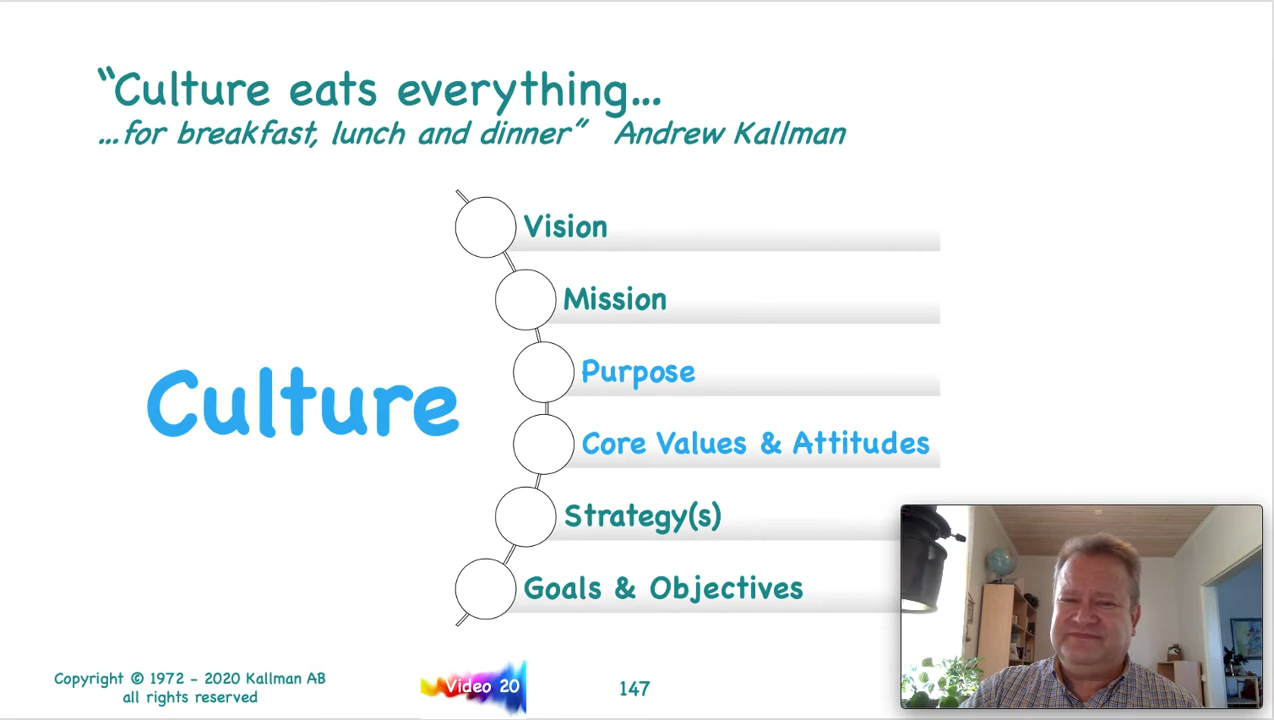 “Culture eats everything...
...for breakfast, lunch and dinner” Andrew Kallman
Vision
Mission
Purpose
Culture
Core Values & Attitudes
Strategy(s)
Goals & Objectives
Copyright © 1972 - 2020 Kallman AB
all rights reserved
Video 20
147